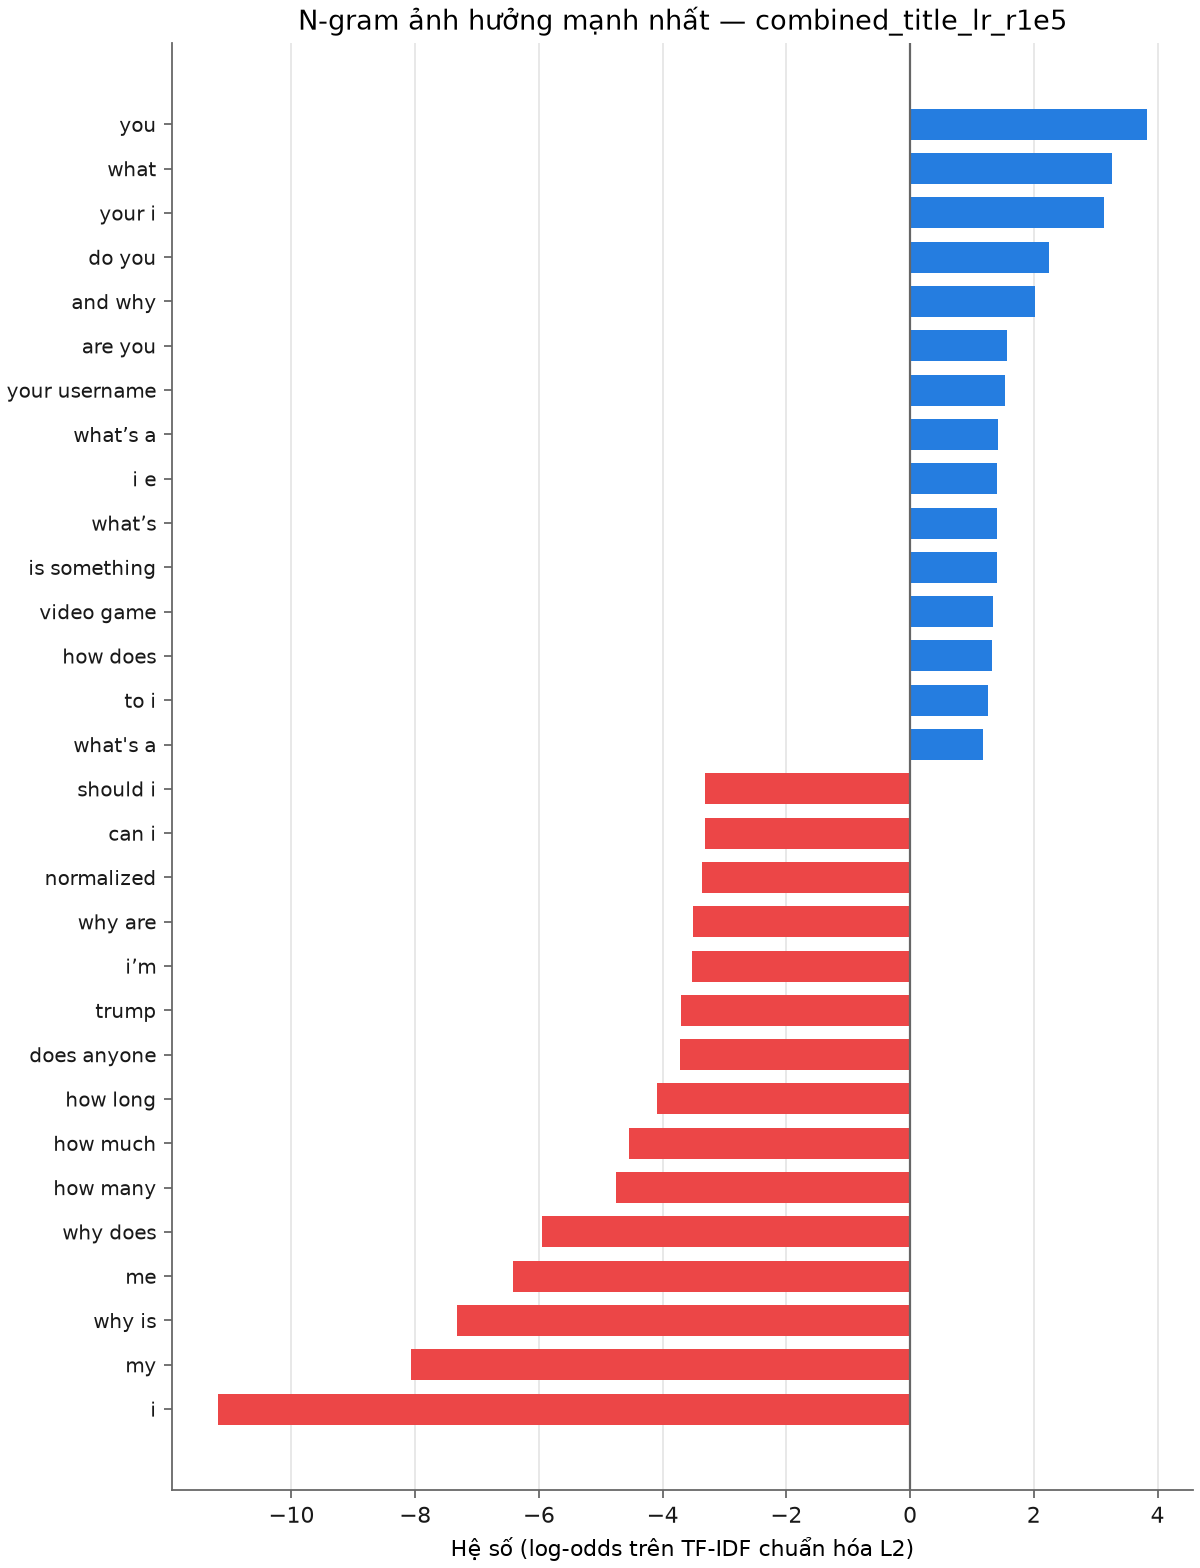 N-gram ảnh hưởng mạnh nhất — combined_title_lr_r1e5
you
what
your i
do you
and why
are you
your username
what’s a
i e
what’s
is something
video game
how does
to i
what's a
should i
can i
normalized
why are
i’m
trump
does anyone
how long
how much
how many
why does
me
why is
my
i
−10 −8 −6 −4 −2 0 2 4
Hệ số (log-odds trên TF-IDF chuẩn hóa L2)